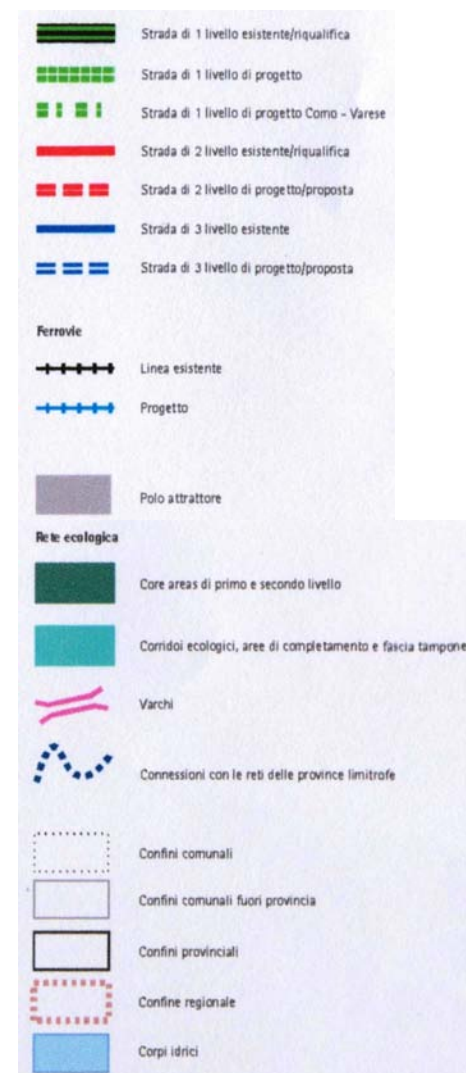 Strada di 1 livello esistente/riqualifica
Strada di 1 livello di progetto
Strada di 1 livello di progetto Como - Varese
Strada di 2 livello esistente/riqualifica
Strada di 2 livello di progetto/proposta
Strada di 3 livello esistente
Strada di 3 livello di progetto/proposta
Ferrovie
Linea esistente
Progetto
Polo attrattore
Rete ecologica
Core areas di primo e secondo livello
Corridoi ecologici, aree di completamento e fascia tampone
Varchi
Connessioni con le reti delle province limitrofe
Confini comunali
Confini comunali fuori provincia
Confini provinciali
Confine regionale
Corpi idrici